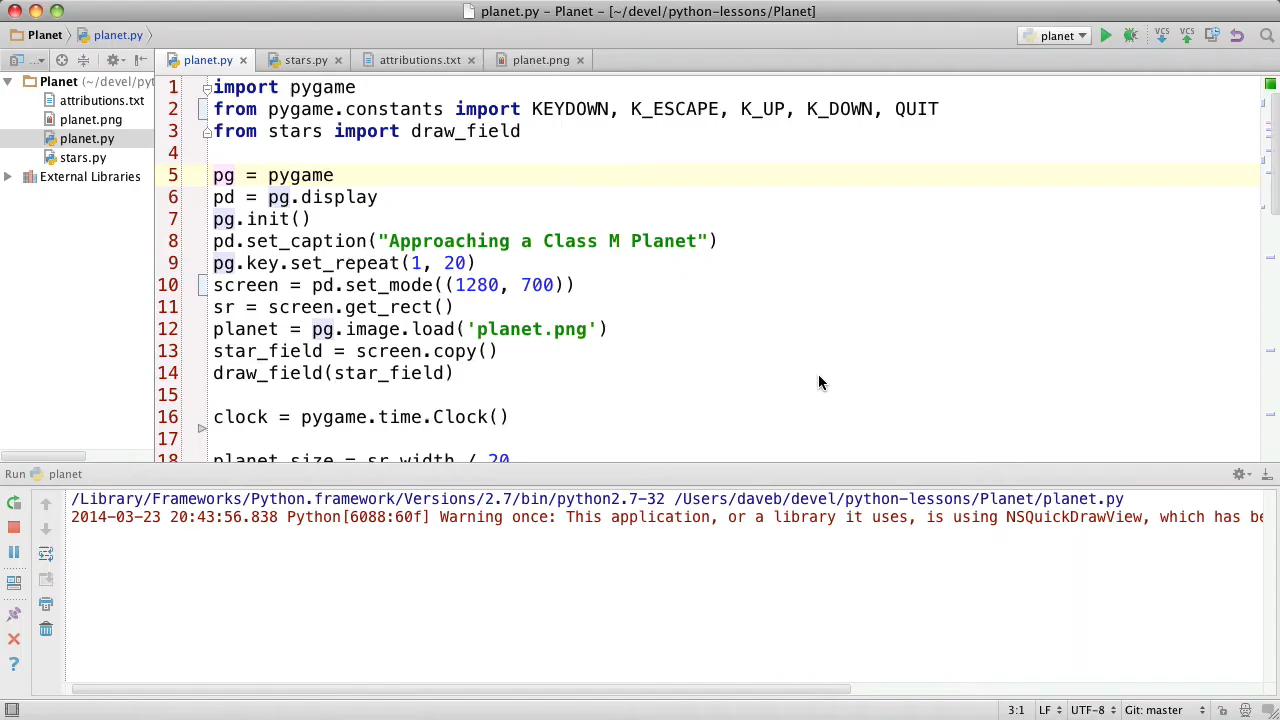 planet.py – Planet – [~/devel/python-lessons/Planet]
Planet planet.py planet
... planet.py stars.py attributions.txt planet.png
Planet (~/devel/pyt
attributions.txt
planet.png
planet.py
stars.py
External Libraries
1 import pygame
2 from pygame.constants import KEYDOWN, K_ESCAPE, K_UP, K_DOWN, QUIT
3 from stars import draw_field
4
5 pg = pygame
6 pd = pg.display
7 pg.init()
8 pd.set_caption("Approaching a Class M Planet")
9 pg.key.set_repeat(1, 20)
10 screen = pd.set_mode((1280, 700))
11 sr = screen.get_rect()
12 planet = pg.image.load('planet.png')
13 star_field = screen.copy()
14 draw_field(star_field)
15
16 clock = pygame.time.Clock()
17
18 planet_size = sr.width / 20
Run planet
/Library/Frameworks/Python.framework/Versions/2.7/bin/python2.7-32 /Users/daveb/devel/python-lessons/Planet/planet.py
2014-03-23 20:43:56.838 Python[6088:60f] Warning once: This application, or a library it uses, is using NSQuickDrawView, which has be
3:1 LF UTF-8 Git: master